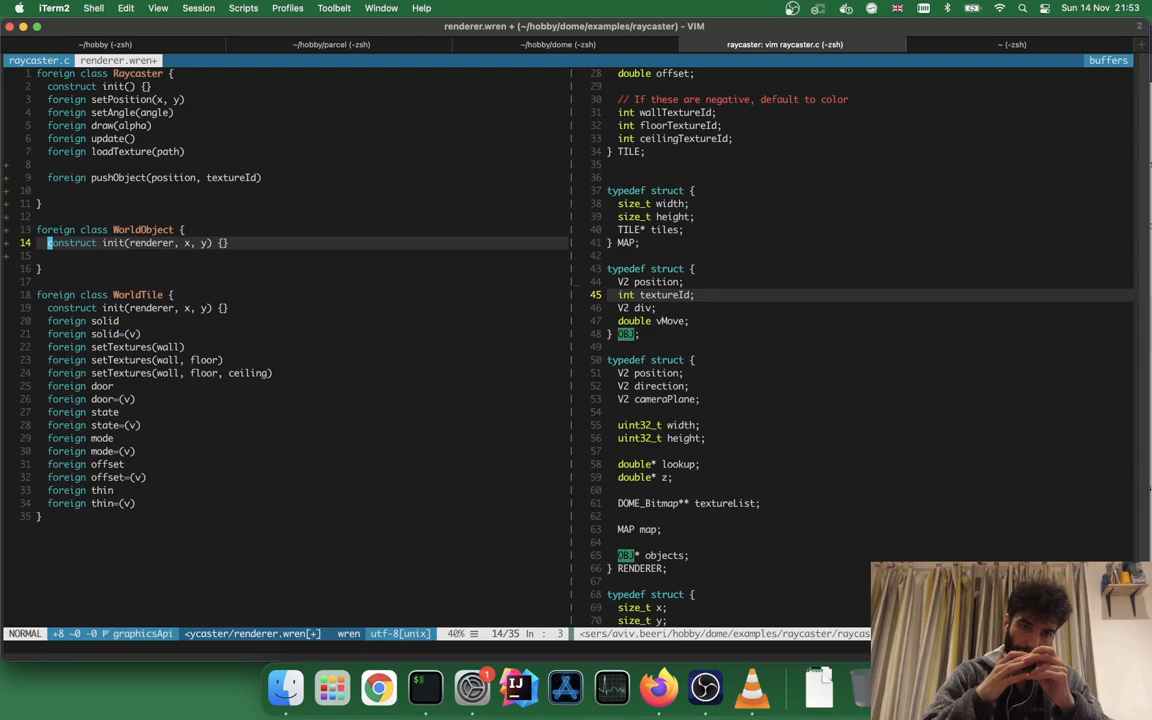 iTerm2 Shell Edit View Session Scripts Profiles Toolbelt Window Help Sun 14 Nov 21:53
renderer.wren + (~/hobby/dome/examples/raycaster) - VIM 2
~/hobby (-zsh) ~/hobby/parcel (-zsh) ~/hobby/dome (-zsh) raycaster: vim raycaster.c (-zsh) ~ (-zsh)
raycaster.c renderer.wren+ buffers
1 foreign class Raycaster {
2 construct init() {}
3 foreign setPosition(x, y)
4 foreign setAngle(angle)
5 foreign draw(alpha)
6 foreign update()
7 foreign loadTexture(path)
+ 8
+ 9 foreign pushObject(position, textureId)
+ 10
+ 11 }
+ 12
+ 13 foreign class WorldObject {
+ 14 construct init(renderer, x, y) {}
+ 15
16 }
17
18 foreign class WorldTile {
19 construct init(renderer, x, y) {}
20 foreign solid
21 foreign solid=(v)
22 foreign setTextures(wall)
23 foreign setTextures(wall, floor)
24 foreign setTextures(wall, floor, ceiling)
25 foreign door
26 foreign door=(v)
27 foreign state
28 foreign state=(v)
29 foreign mode
30 foreign mode=(v)
31 foreign offset
32 foreign offset=(v)
33 foreign thin
34 foreign thin=(v)
35 }
28 double offset;
29
30 // If these are negative, default to color
31 int wallTextureId;
32 int floorTextureId;
33 int ceilingTextureId;
34 } TILE;
35
36
37 typedef struct {
38 size_t width;
39 size_t height;
40 TILE* tiles;
41 } MAP;
42
43 typedef struct {
_ 44 V2 position;
45 int textureId;
46 V2 div;
47 double vMove;
48 } OBJ;
49
50 typedef struct {
51 V2 position;
52 V2 direction;
53 V2 cameraPlane;
54
55 uint32_t width;
56 uint32_t height;
57
58 double* lookup;
59 double* z;
60
61 DOME_Bitmap** textureList;
62
63 MAP map;
64
65 OBJ* objects;
66 } RENDERER;
67
68 typedef struct {
69 size_t x;
70 size_t y;
NORMAL +8 ~0 -0 graphicsApi <ycaster/renderer.wren[+] wren utf-8[unix] 40% 14/35 ln : 3 <sers/aviv.beeri/hobby/dome/examples/raycaster/raycas
1